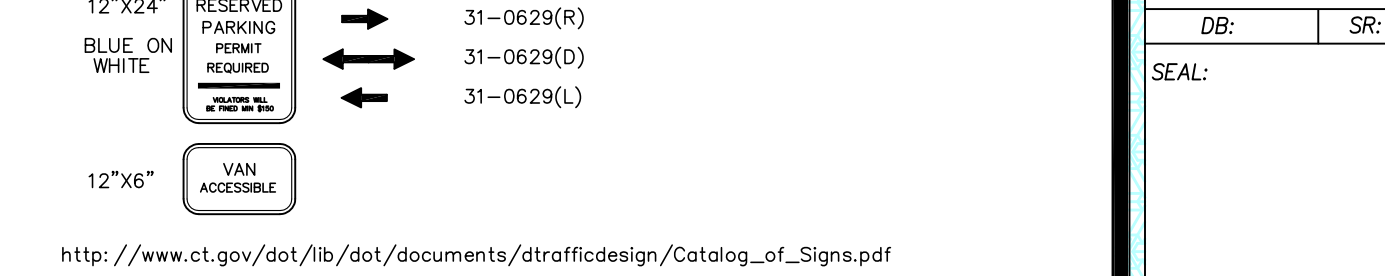 12"X24"
BLUE ON
WHITE
RESERVED
PARKING
PERMIT
REQUIRED
VIOLATORS WILL
BE FINED MIN $150
31-0629(R)
31-0629(D)
31-0629(L)
12"X6"
VAN
ACCESSIBLE
http: //www.ct.gov/dot/lib/dot/documents/dtrafficdesign/Catalog_of_Signs.pdf
DB:
SR:
SEAL: